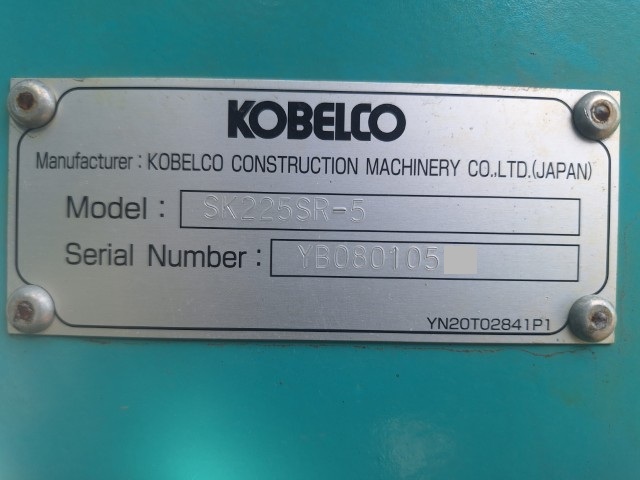 KOBELCO
Manufacturer : KOBELCO CONSTRUCTION MACHINERY CO.,LTD.(JAPAN)
Model : SK225SR-5
Serial Number : YB080105
YN20T02841P1